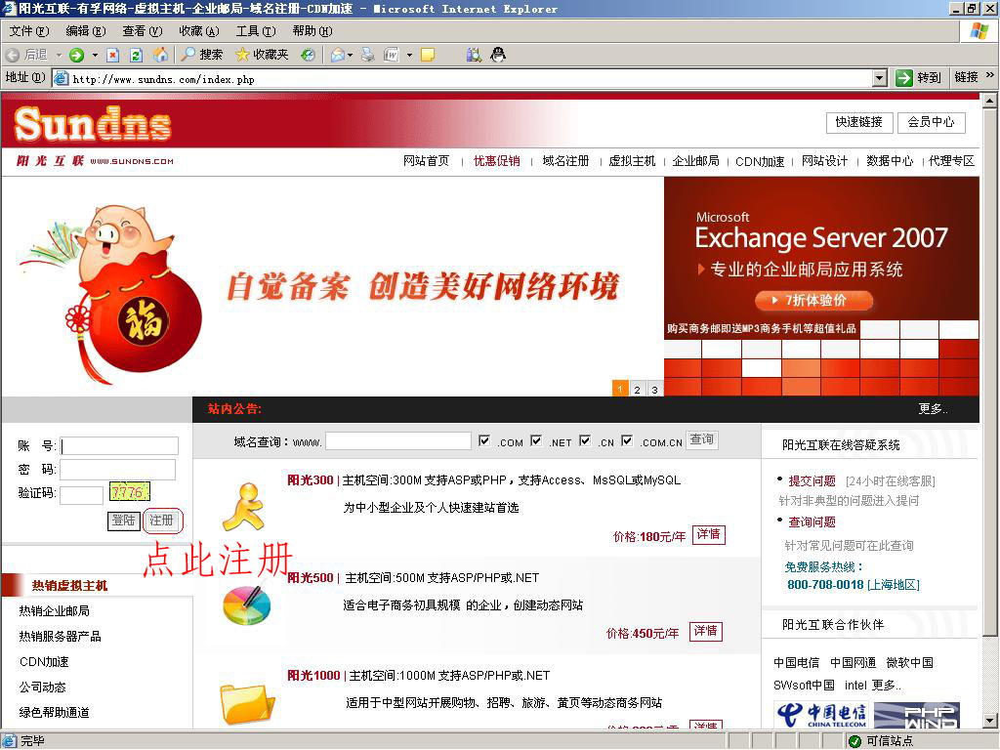 阳光互联-有孚网络-虚拟主机-企业邮局-域名注册-CDN加速 - Microsoft Internet Explorer
文件(F) 编辑(E) 查看(V) 收藏(A) 工具(T) 帮助(H)
后退 搜索 收藏夹
地址(D) http://www.sundns.com/index.php 转到 链接 »
Sundns
快速链接 会员中心
阳光互联 WWW.SUNDNS.COM
网站首页 | 优惠促销 | 域名注册 | 虚拟主机 | 企业邮局 | CDN加速 | 网站设计 | 数据中心 | 代理专区
福
自觉备案 创造美好网络环境
1 2 3
Microsoft
Exchange Server 2007
专业的企业邮局应用系统
7折体验价
购买商务邮即送MP3商务手机等超值礼品
站内公告:
更多..
账 号:
密 码:
验证码: 7776
登陆 注册
点此注册
热销虚拟主机
热销企业邮局
热销服务器产品
CDN加速
公司动态
绿色帮助通道
域名查询：www. .COM .NET .CN .COM.CN 查询
阳光300 | 主机空间:300M 支持ASP或PHP，支持Access、MsSQL或MySQL
为中小型企业及个人快速建站首选
价格:180元/年 详情
阳光500 | 主机空间:500M 支持ASP/PHP或.NET
适合电子商务初具规模 的企业，创建动态网站
价格:450元/年 详情
阳光1000 | 主机空间:1000M 支持ASP/PHP或.NET
适用于中型网站开展购物、招聘、旅游、黄页等动态商务网站
详情
阳光互联在线答疑系统
• 提交问题 [24小时在线客服]
针对非典型的问题进入提问
• 查询问题
针对常见问题可在此查询
免费服务热线：
800-708-0018 [上海地区]
阳光互联合作伙伴
中国电信 中国网通 微软中国
SWsoft中国 intel 更多..
中国电信
CHINA TELECOM
PHP
WIND
完毕
可信站点